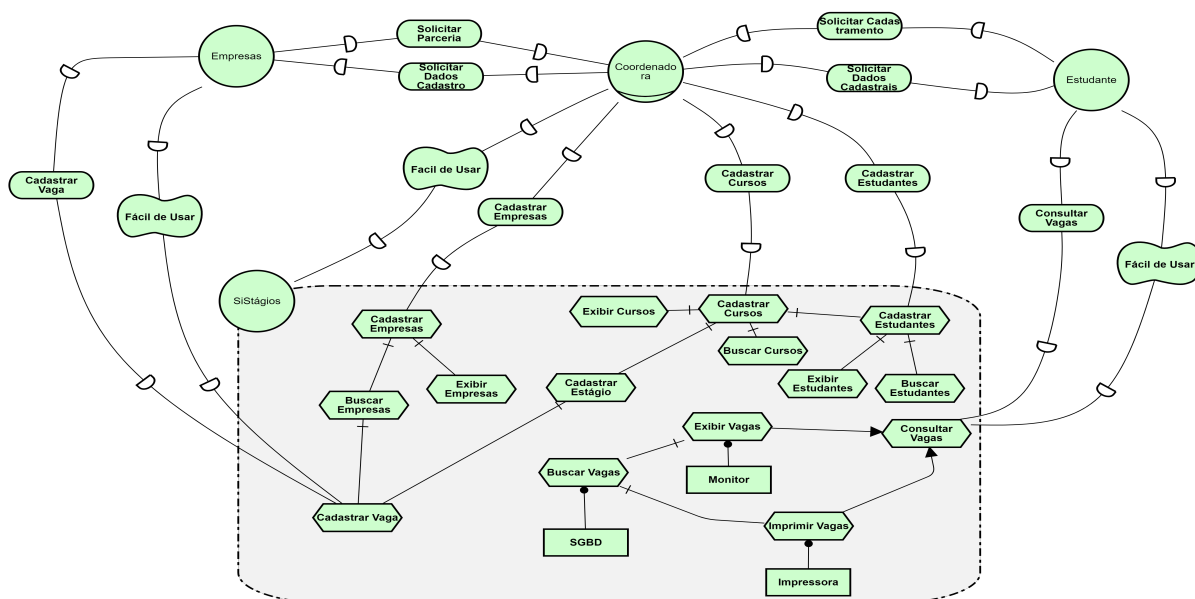 Solicitar Cadas
tramento
Solicitar
Parceria
Empresas
Coordenado
ra
Solicitar
Dados
Cadastro
Solicitar
Dados
Cadastrais
Estudante
Facil de Usar
Cadastrar
Vaga
Fácil de Usar
Cadastrar
Empresas
Cadastrar
Cursos
Cadastrar
Estudantes
Consultar
Vagas
Fácil de Usar
SiStágios
Cadastrar
Empresas
Exibir Cursos
Cadastrar
Cursos
Cadastrar
Estudantes
Buscar Cursos
Exibir
Empresas
Cadastrar
Estágio
Exibir
Estudantes
Buscar
Estudantes
Buscar
Empresas
Exibir Vagas
Consultar
Vagas
Buscar Vagas
Monitor
Cadastrar Vaga
Imprimir Vagas
SGBD
Impressora